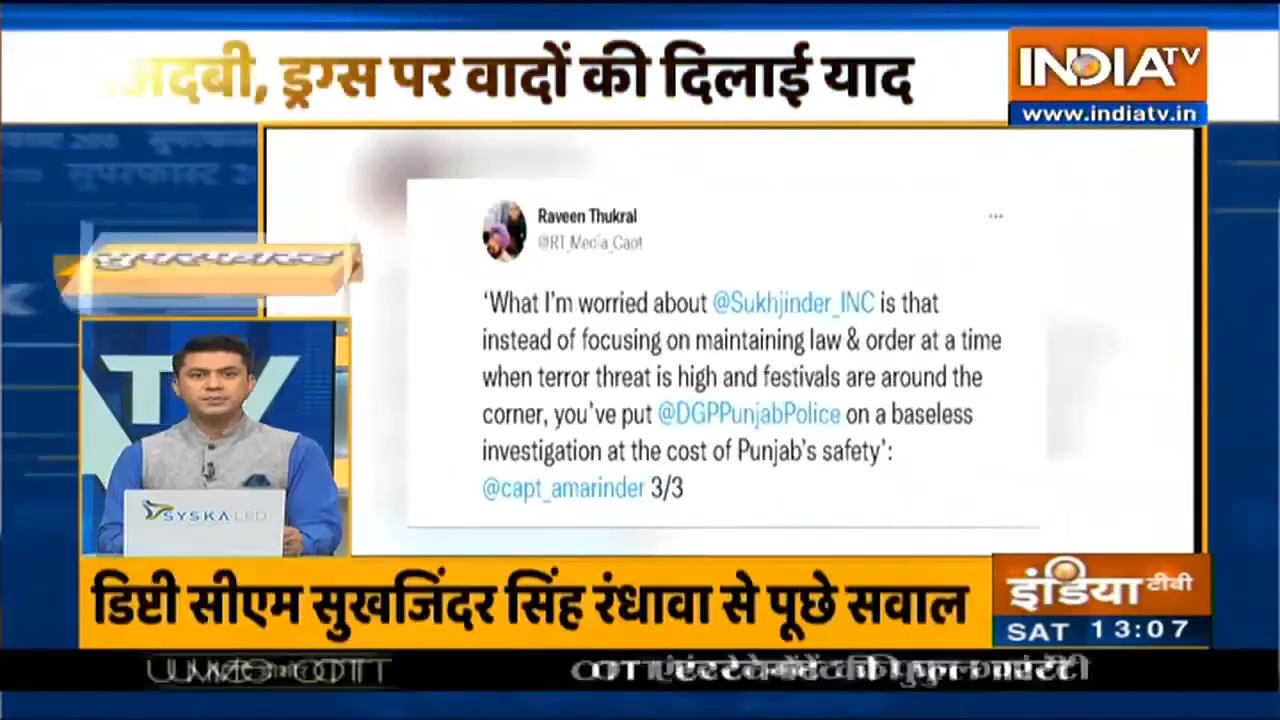 अदबी, ड्रग्स पर वादों की दिलाई याद
INDIA TV
www.indiatv.in
सुपरफास्ट
Raveen Thukral
@RT_Media_Capt
‘What I’m worried about @Sukhjinder_INC is that
instead of focusing on maintaining law & order at a time
when terror threat is high and festivals are around the
corner, you’ve put @DGPPunjabPolice on a baseless
investigation at the cost of Punjab’s safety’:
@capt_amarinder 3/3
SYSKA LED
डिप्टी सीएम सुखजिंदर सिंह रंधावा से पूछे सवाल
इंडिया टीवी
SAT 13:07